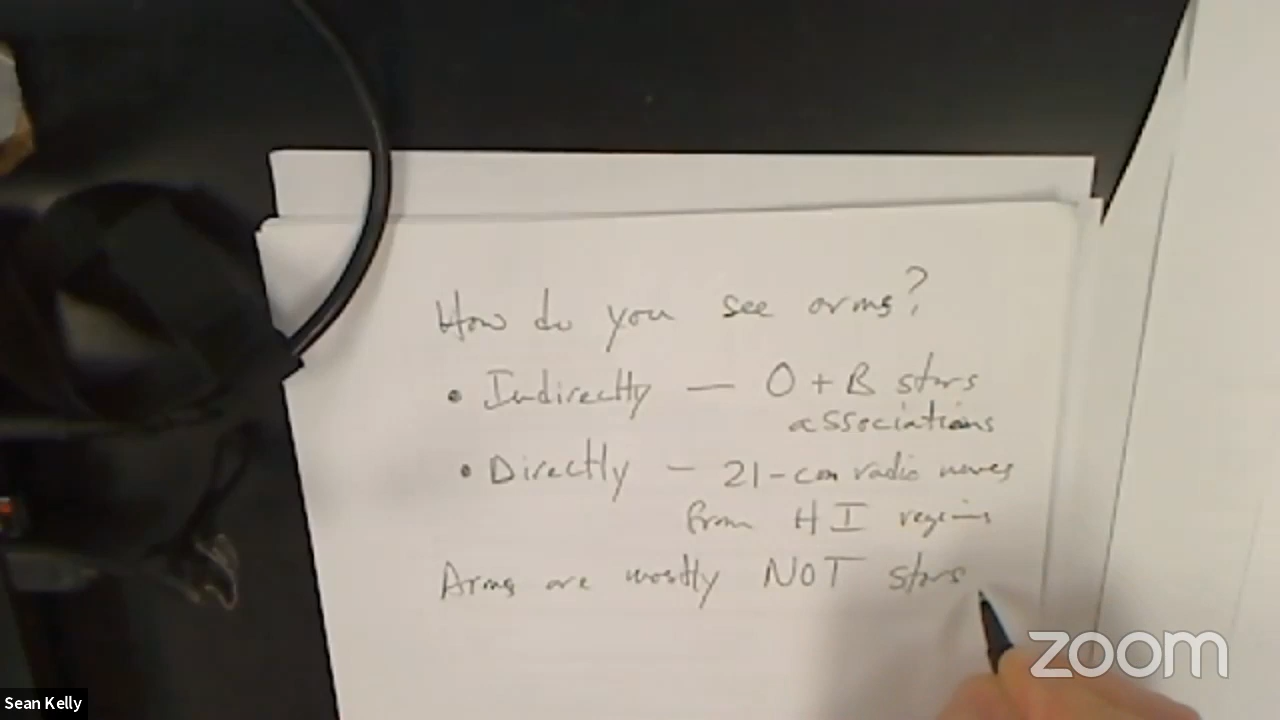 How do you see arms?
• Indirectly — O + B stars
associations
• Directly — 21-cm radio waves
from H I regions
Arms are mostly NOT stars
zoom
Sean Kelly